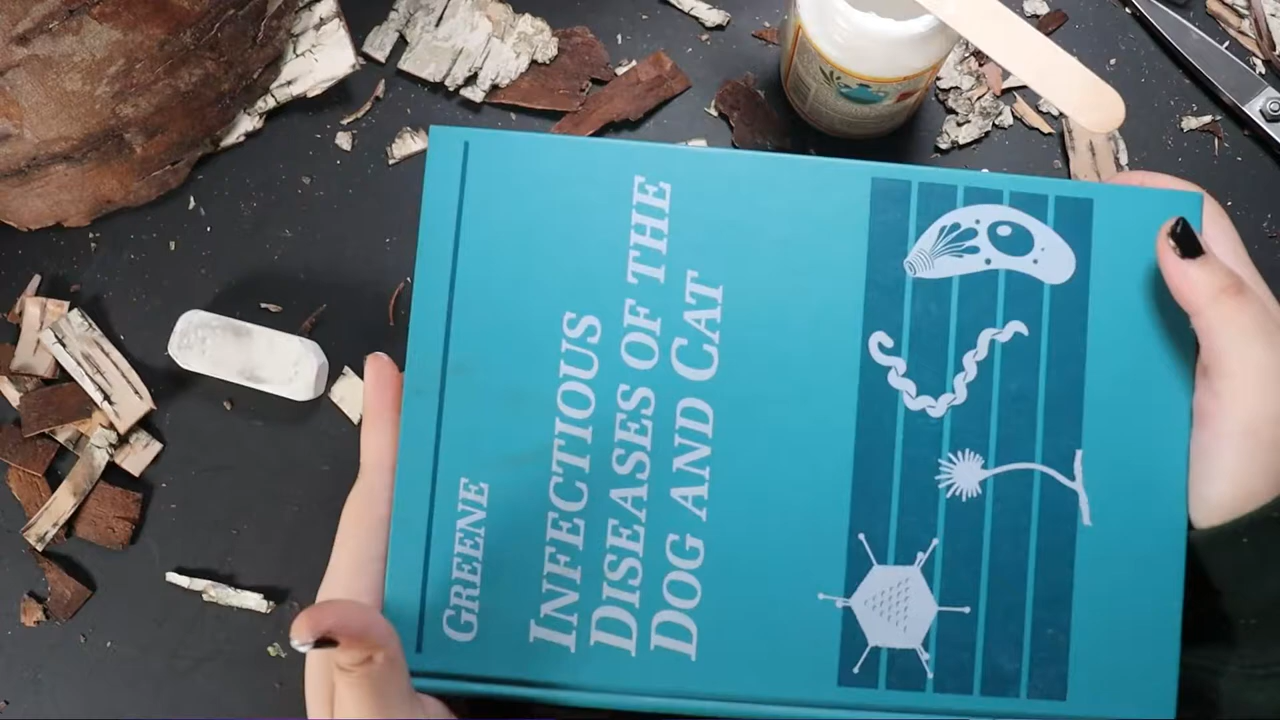 GREENE
INFECTIOUS
DISEASES OF THE
DOG AND CAT